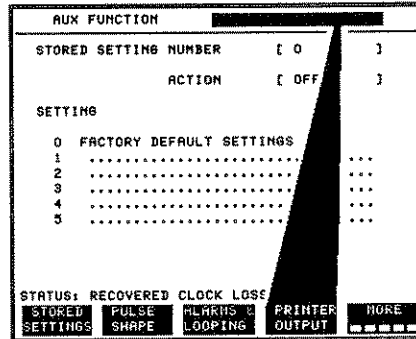 AUX FUNCTION
STORED SETTING NUMBER [ 0 ]
ACTION [ OFF ]
SETTING
0 FACTORY DEFAULT SETTINGS
1 ...................
2 ...................
3 ...................
4 ...................
5 ...................
STATUS: RECOVERED CLOCK LOSS
STORED SETTINGS PULSE SHAPE ALARMS & LOOPING PRINTER OUTPUT MORE